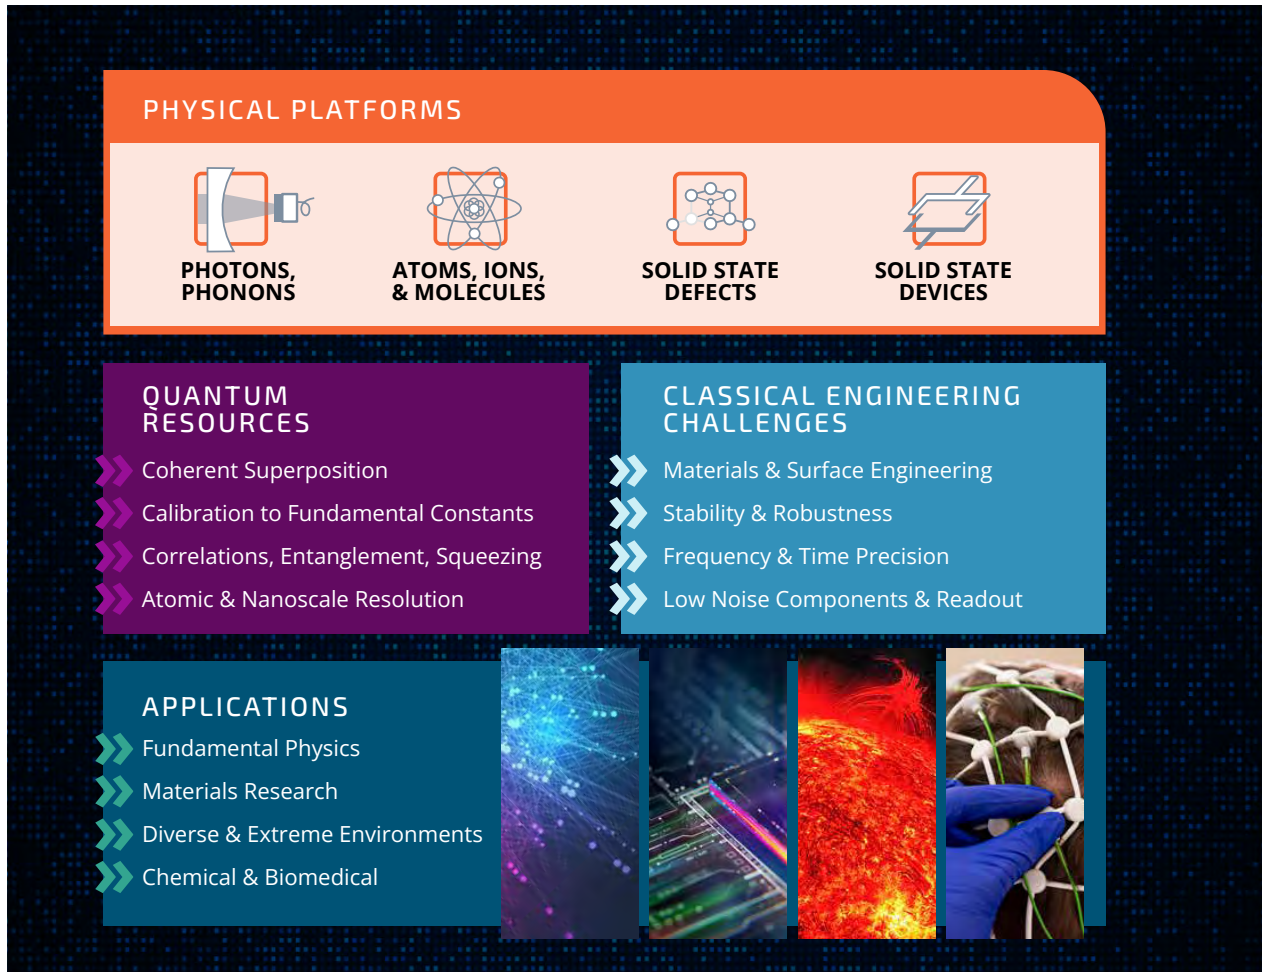 PHYSICAL PLATFORMS
PHOTONS,
PHONONS
ATOMS, IONS,
& MOLECULES
SOLID STATE
DEFECTS
SOLID STATE
DEVICES
QUANTUM
RESOURCES
Coherent Superposition
Calibration to Fundamental Constants
Correlations, Entanglement, Squeezing
Atomic & Nanoscale Resolution
CLASSICAL ENGINEERING
CHALLENGES
Materials & Surface Engineering
Stability & Robustness
Frequency & Time Precision
Low Noise Components & Readout
APPLICATIONS
Fundamental Physics
Materials Research
Diverse & Extreme Environments
Chemical & Biomedical